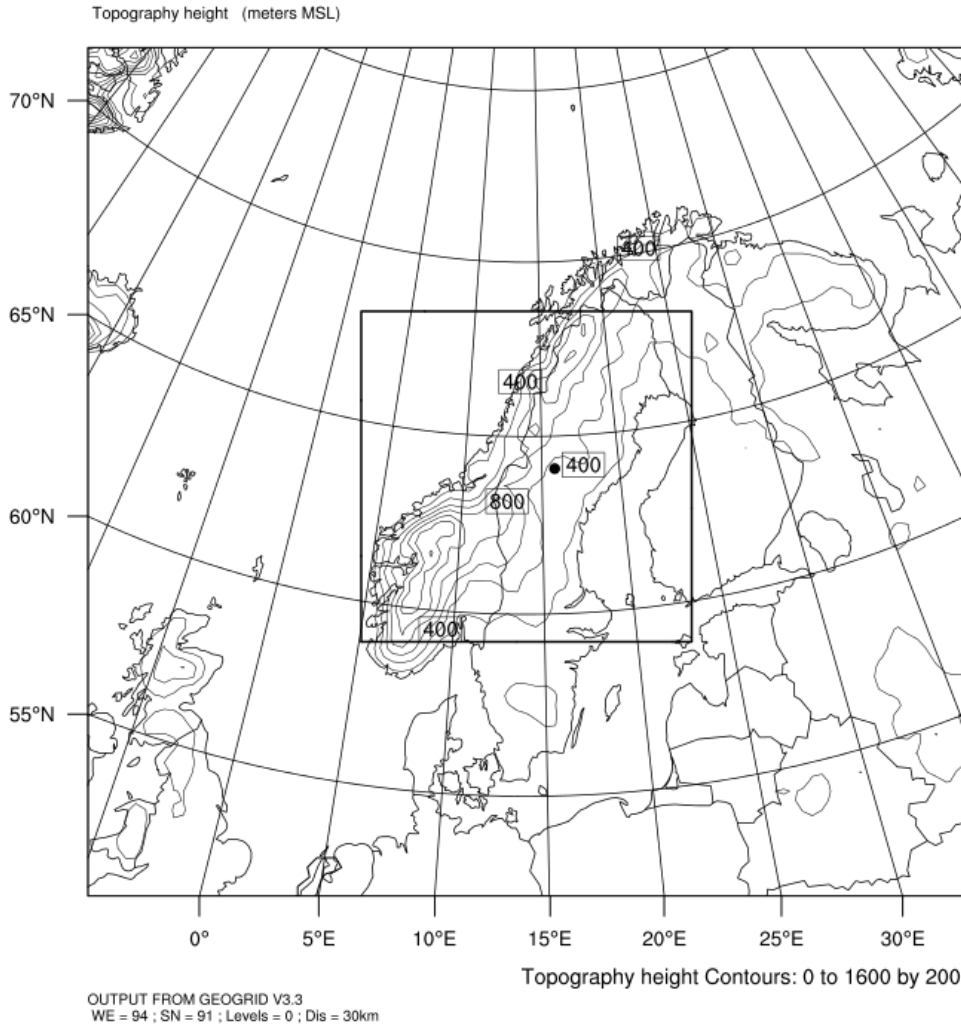 Topography height (meters MSL)
70°N
400
65°N
400
400
800
60°N
400
55°N
0° 5°E 10°E 15°E 20°E 25°E 30°E
Topography height Contours: 0 to 1600 by 200
OUTPUT FROM GEOGRID V3.3
WE = 94 ; SN = 91 ; Levels = 0 ; Dis = 30km